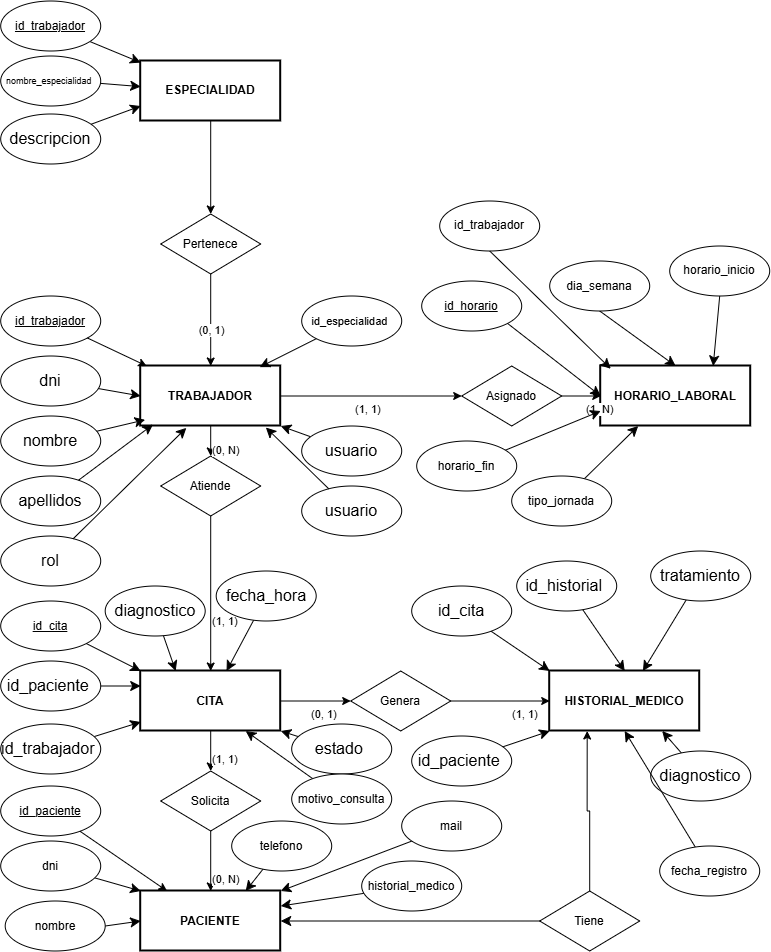 id_trabajador
nombre_especialidad
ESPECIALIDAD
descripcion
Pertenece
id_trabajador
horario_inicio
dia_semana
id_horario
(0, 1)
id_trabajador
id_especialidad
dni
TRABAJADOR
Asignado
HORARIO_LABORAL
(1, 1)
(1, N)
nombre
usuario
(0, N)
horario_fin
Atiende
apellidos
usuario
tipo_jornada
rol
tratamiento
id_historial
fecha_hora
diagnostico
id_cita
(1, 1)
id_cita
id_paciente
CITA
Genera
HISTORIAL_MEDICO
(0, 1)
(1, 1)
id_trabajador
estado
(1, 1)
id_paciente
diagnostico
Solicita
motivo_consulta
id_paciente
mail
telefono
dni
fecha_registro
(0, N)
historial_medico
nombre
PACIENTE
Tiene